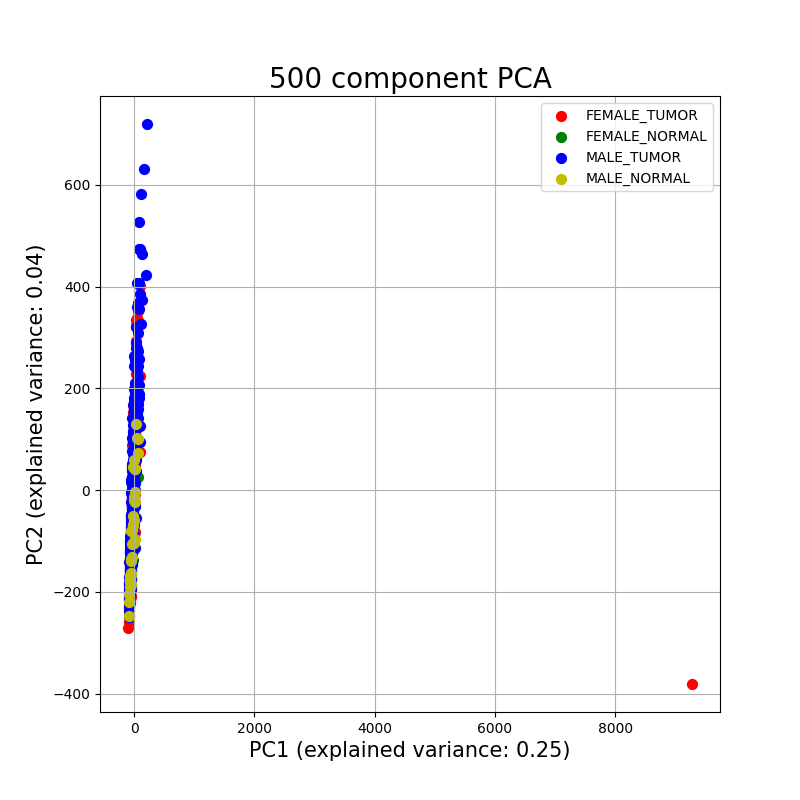 500 component PCA
FEMALE_TUMOR
FEMALE_NORMAL
MALE_TUMOR
MALE_NORMAL
600
400
200
0
−200
−400
PC2 (explained variance: 0.04)
0 2000 4000 6000 8000
PC1 (explained variance: 0.25)